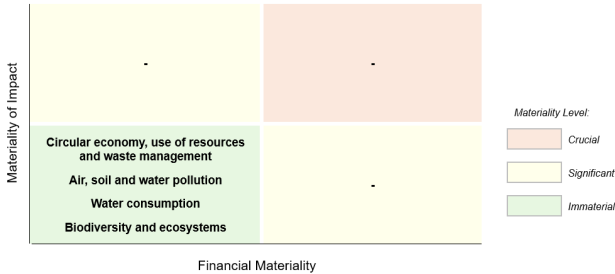 Materiality of Impact
-
-
Circular economy, use of resources
and waste management
Air, soil and water pollution
Water consumption
Biodiversity and ecosystems
-
Financial Materiality
Materiality Level:
Crucial
Significant
Immaterial